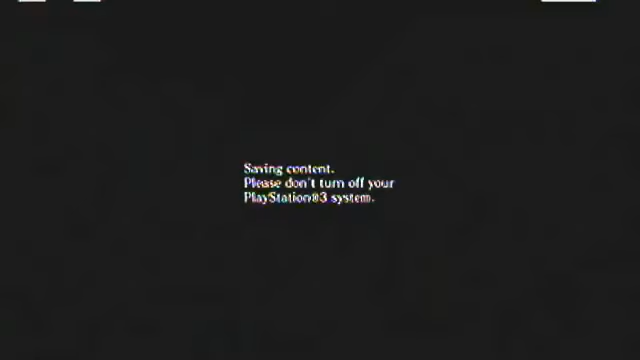 Saving content.
Please don't turn off your
PlayStation®3 system.